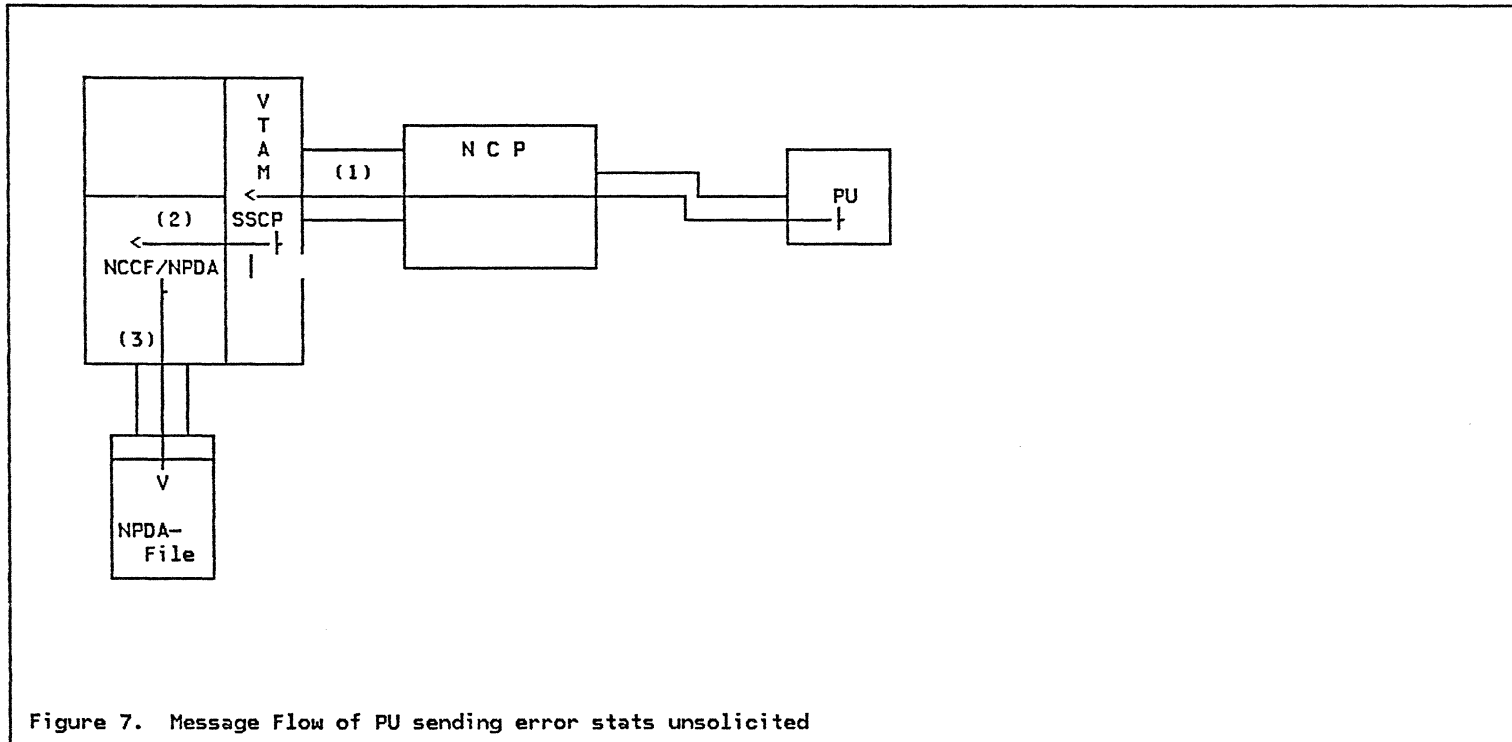 V
T
A
M
N C P
(1)
PU
(2)
SSCP
NCCF/NPDA
(3)
NPDA-
File
Figure 7. Message Flow of PU sending error stats unsolicited